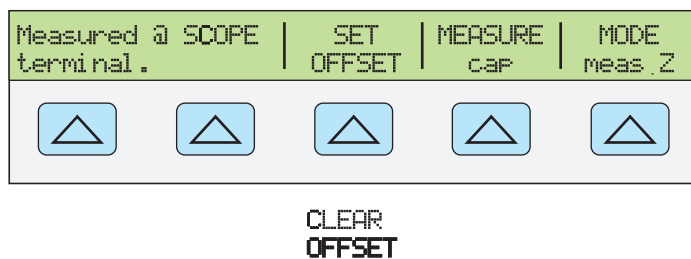 Measured @ SCOPE
terminal.
SET
OFFSET
MEASURE
cap
MODE
meas Z
CLEAR
OFFSET